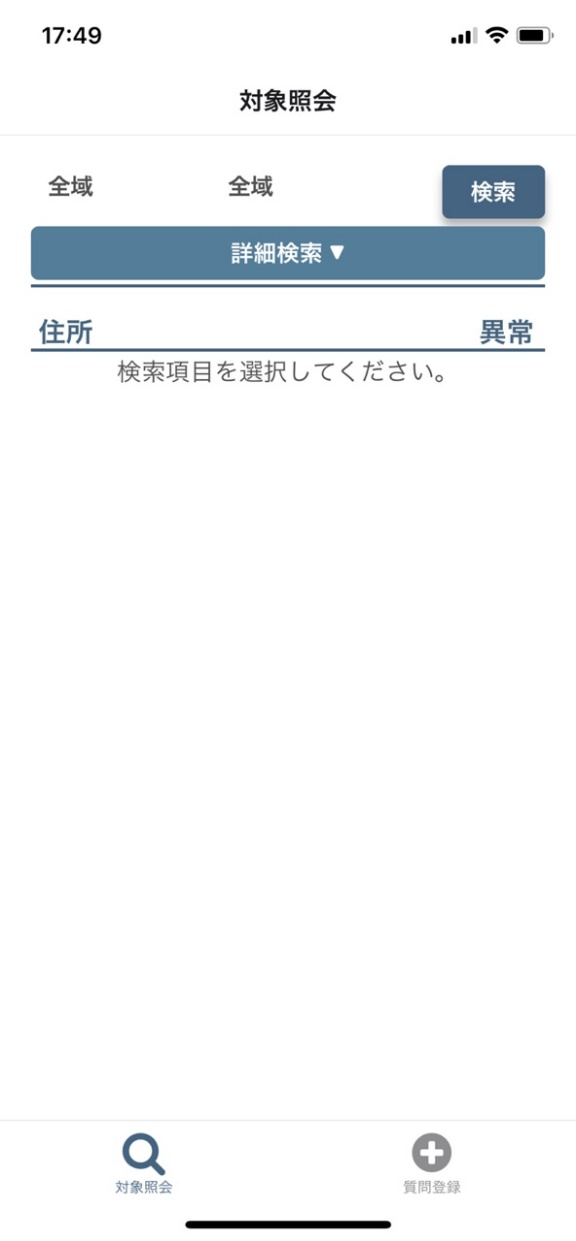 17:49
対象照会
全域 全域 検索
詳細検索 ▼
住所 異常
検索項目を選択してください。
対象照会 質問登録